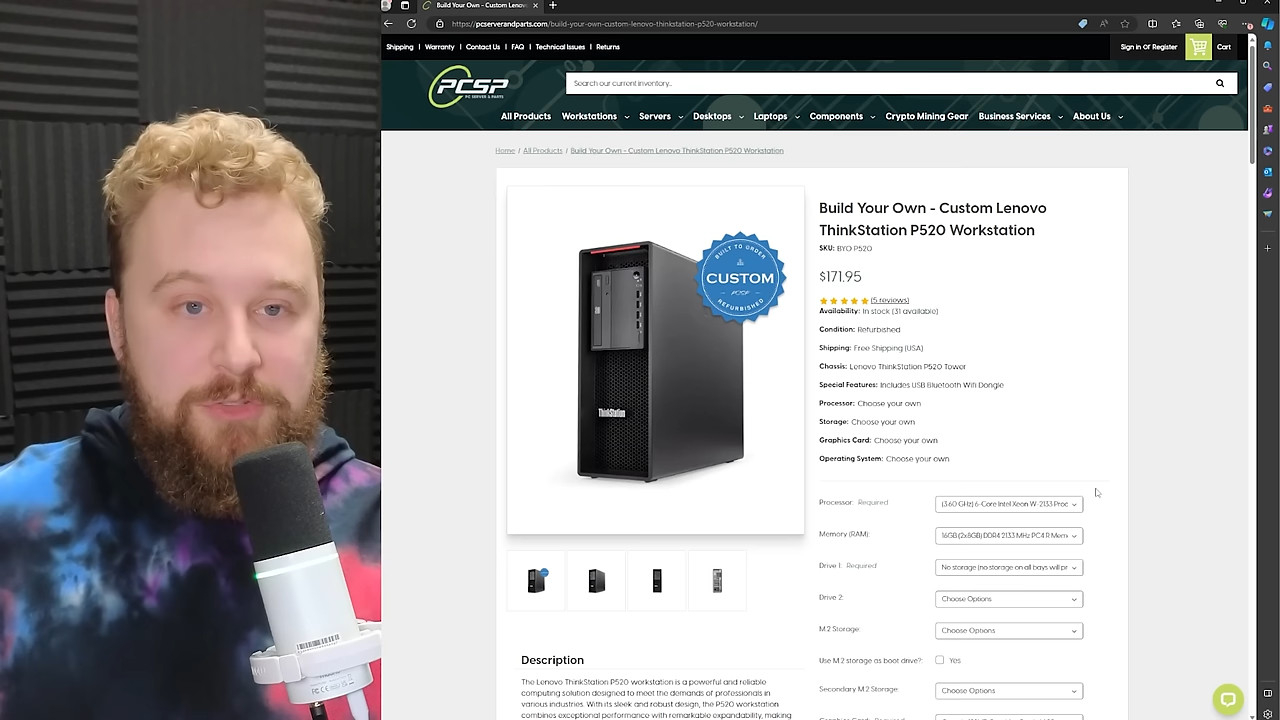 Build Your Own - Custom Lenov
https://pcserverandparts.com/build-your-own-custom-lenovo-thinkstation-p520-workstation/
Shipping | Warranty | Contact Us | FAQ | Technical Issues | Returns
Sign in or Register
Cart
PCSP
PC SERVER & PARTS
Search our current inventory...
All Products Workstations Servers Desktops Laptops Components Crypto Mining Gear Business Services About Us
Home / All Products / Build Your Own - Custom Lenovo ThinkStation P520 Workstation
BUILT TO ORDER
CUSTOM
PCSP
REFURBISHED
ThinkStation
Build Your Own - Custom Lenovo
ThinkStation P520 Workstation
SKU: BYO P520
$171.95
(5 reviews)
Availability: In stock (31 available)
Condition: Refurbished
Shipping: Free Shipping (USA)
Chassis: Lenovo ThinkStation P520 Tower
Special Features: Includes USB Bluetooth Wifi Dongle
Processor: Choose your own
Storage: Choose your own
Graphics Card: Choose your own
Operating System: Choose your own
Processor: Required (3.60 GHz) 6-Core Intel Xeon W-2133 Proc
Memory (RAM): 16GB (2x8GB) DDR4 2133 MHz PC4 R Mem
Drive 1: Required No storage (no storage on all bays will pr
Drive 2: Choose Options
M.2 Storage: Choose Options
Use M.2 storage as boot drive?: Yes
Secondary M.2 Storage Choose Options
Description
The Lenovo ThinkStation P520 workstation is a powerful and reliable
computing solution designed to meet the demands of professionals in
various industries. With its sleek and robust design, the P520 workstation
combines exceptional performance with remarkable expandability, making